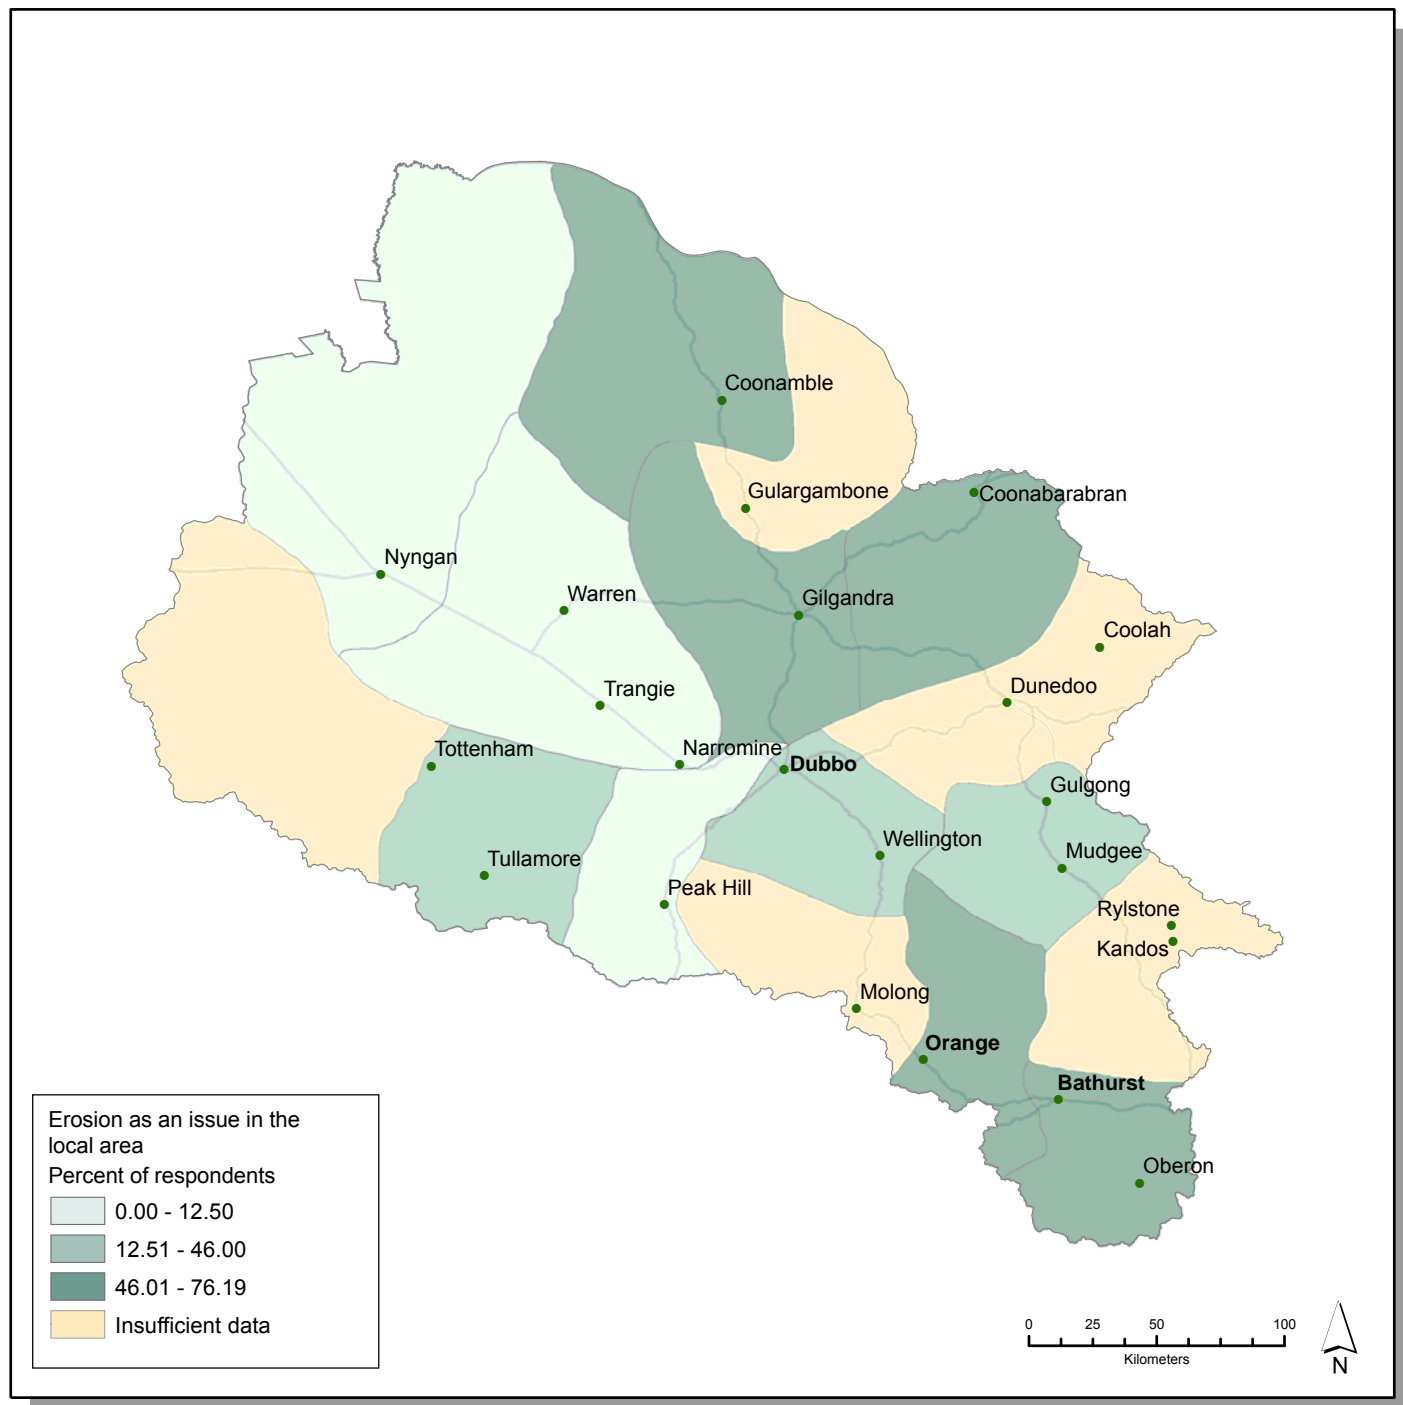 Coonamble
Gulargambone
Coonabarabran
Nyngan
Warren
Gilgandra
Coolah
Trangie
Dunedoo
Tottenham
Narromine
Dubbo
Gulgong
Wellington
Mudgee
Tullamore
Peak Hill
Rylstone
Kandos
Molong
Orange
Bathurst
Oberon
Erosion as an issue in the
local area
Percent of respondents
0.00 - 12.50
12.51 - 46.00
46.01 - 76.19
Insufficient data
0 25 50 100
Kilometers
N